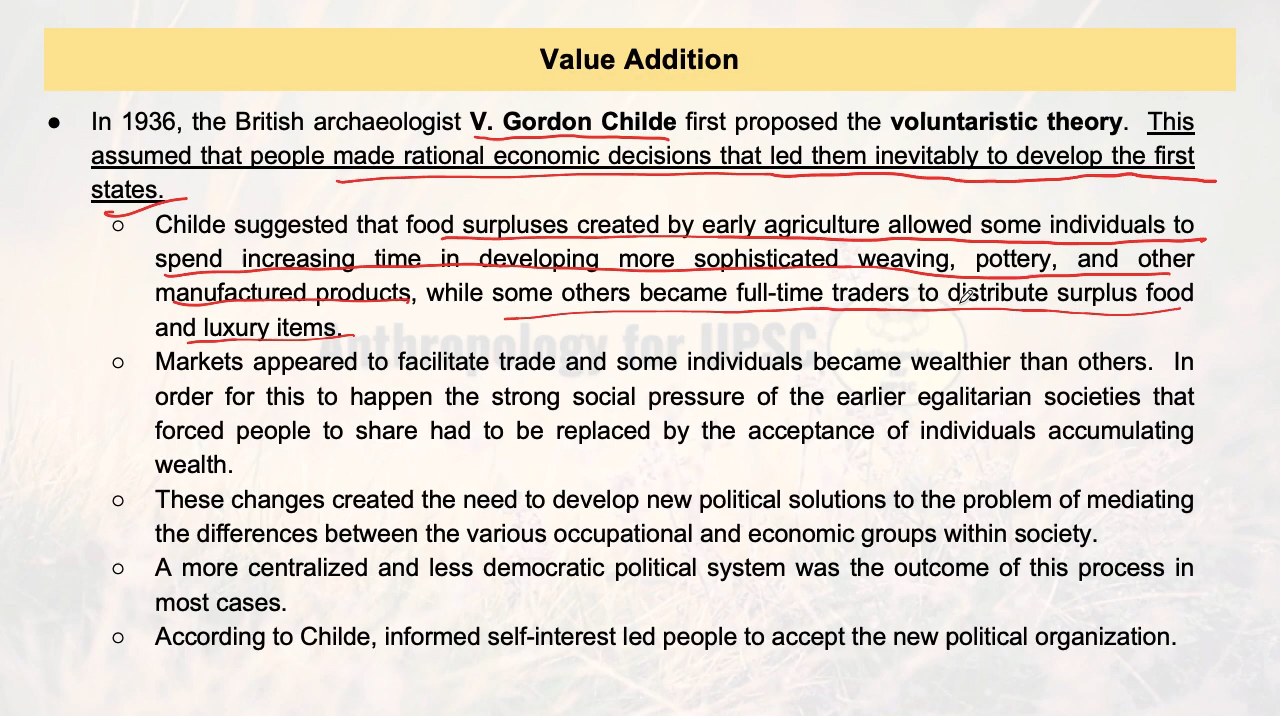 Value Addition
● In 1936, the British archaeologist V. Gordon Childe first proposed the voluntaristic theory. This
assumed that people made rational economic decisions that led them inevitably to develop the first
states.
○ Childe suggested that food surpluses created by early agriculture allowed some individuals to
spend increasing time in developing more sophisticated weaving, pottery, and other
manufactured products, while some others became full-time traders to distribute surplus food
and luxury items.
Anthropology for UPSC
○ Markets appeared to facilitate trade and some individuals became wealthier than others. In
order for this to happen the strong social pressure of the earlier egalitarian societies that
forced people to share had to be replaced by the acceptance of individuals accumulating
wealth.
○ These changes created the need to develop new political solutions to the problem of mediating
the differences between the various occupational and economic groups within society.
○ A more centralized and less democratic political system was the outcome of this process in
most cases.
○ According to Childe, informed self-interest led people to accept the new political organization.